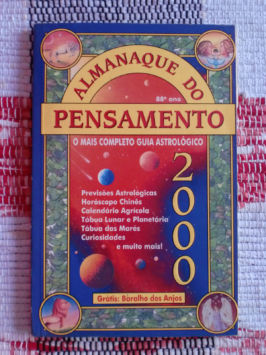 ALMANAQUE DO
88º ano
PENSAMENTO
O MAIS COMPLETO GUIA ASTROLÓGICO
2000
Previsões Astrológicas
Horóscopo Chinês
Calendário Agrícola
Tábua Lunar e Planetária
Tábua das Marés
Curiosidades
e muito mais!
Grátis: Baralho dos Anjos